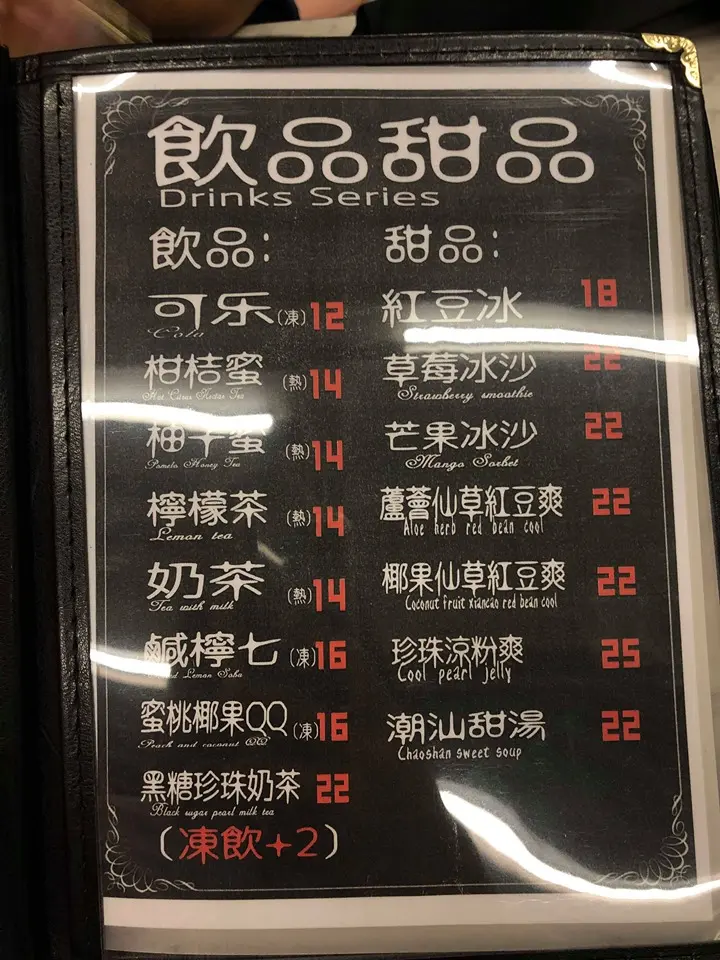 飲品甜品
Drinks Series
飲品:
可乐(凍)12
Cola
柑桔蜜(熱)14
Hot Citrus Nectar Tea
柚子蜜(熱)14
Pomelo Honey Tea
檸檬茶(熱)14
Lemon tea
奶茶(熱)14
Tea with milk
鹹檸七(凍)16
Lemon Soba
蜜桃椰果QQ(凍)16
Peach and coconut QQ
黑糖珍珠奶茶 22
Black sugar pearl milk tea
(凍飲+2)
甜品:
紅豆冰 18
草莓冰沙 22
Strawberry smoothie
芒果冰沙 22
Mango Sorbet
蘆薈仙草紅豆爽 22
Aloe herb red bean cool
椰果仙草紅豆爽 22
Coconut fruit xiancao red bean cool
珍珠涼粉爽 25
Cool pearl jelly
潮汕甜湯 22
Chaoshan sweet soup